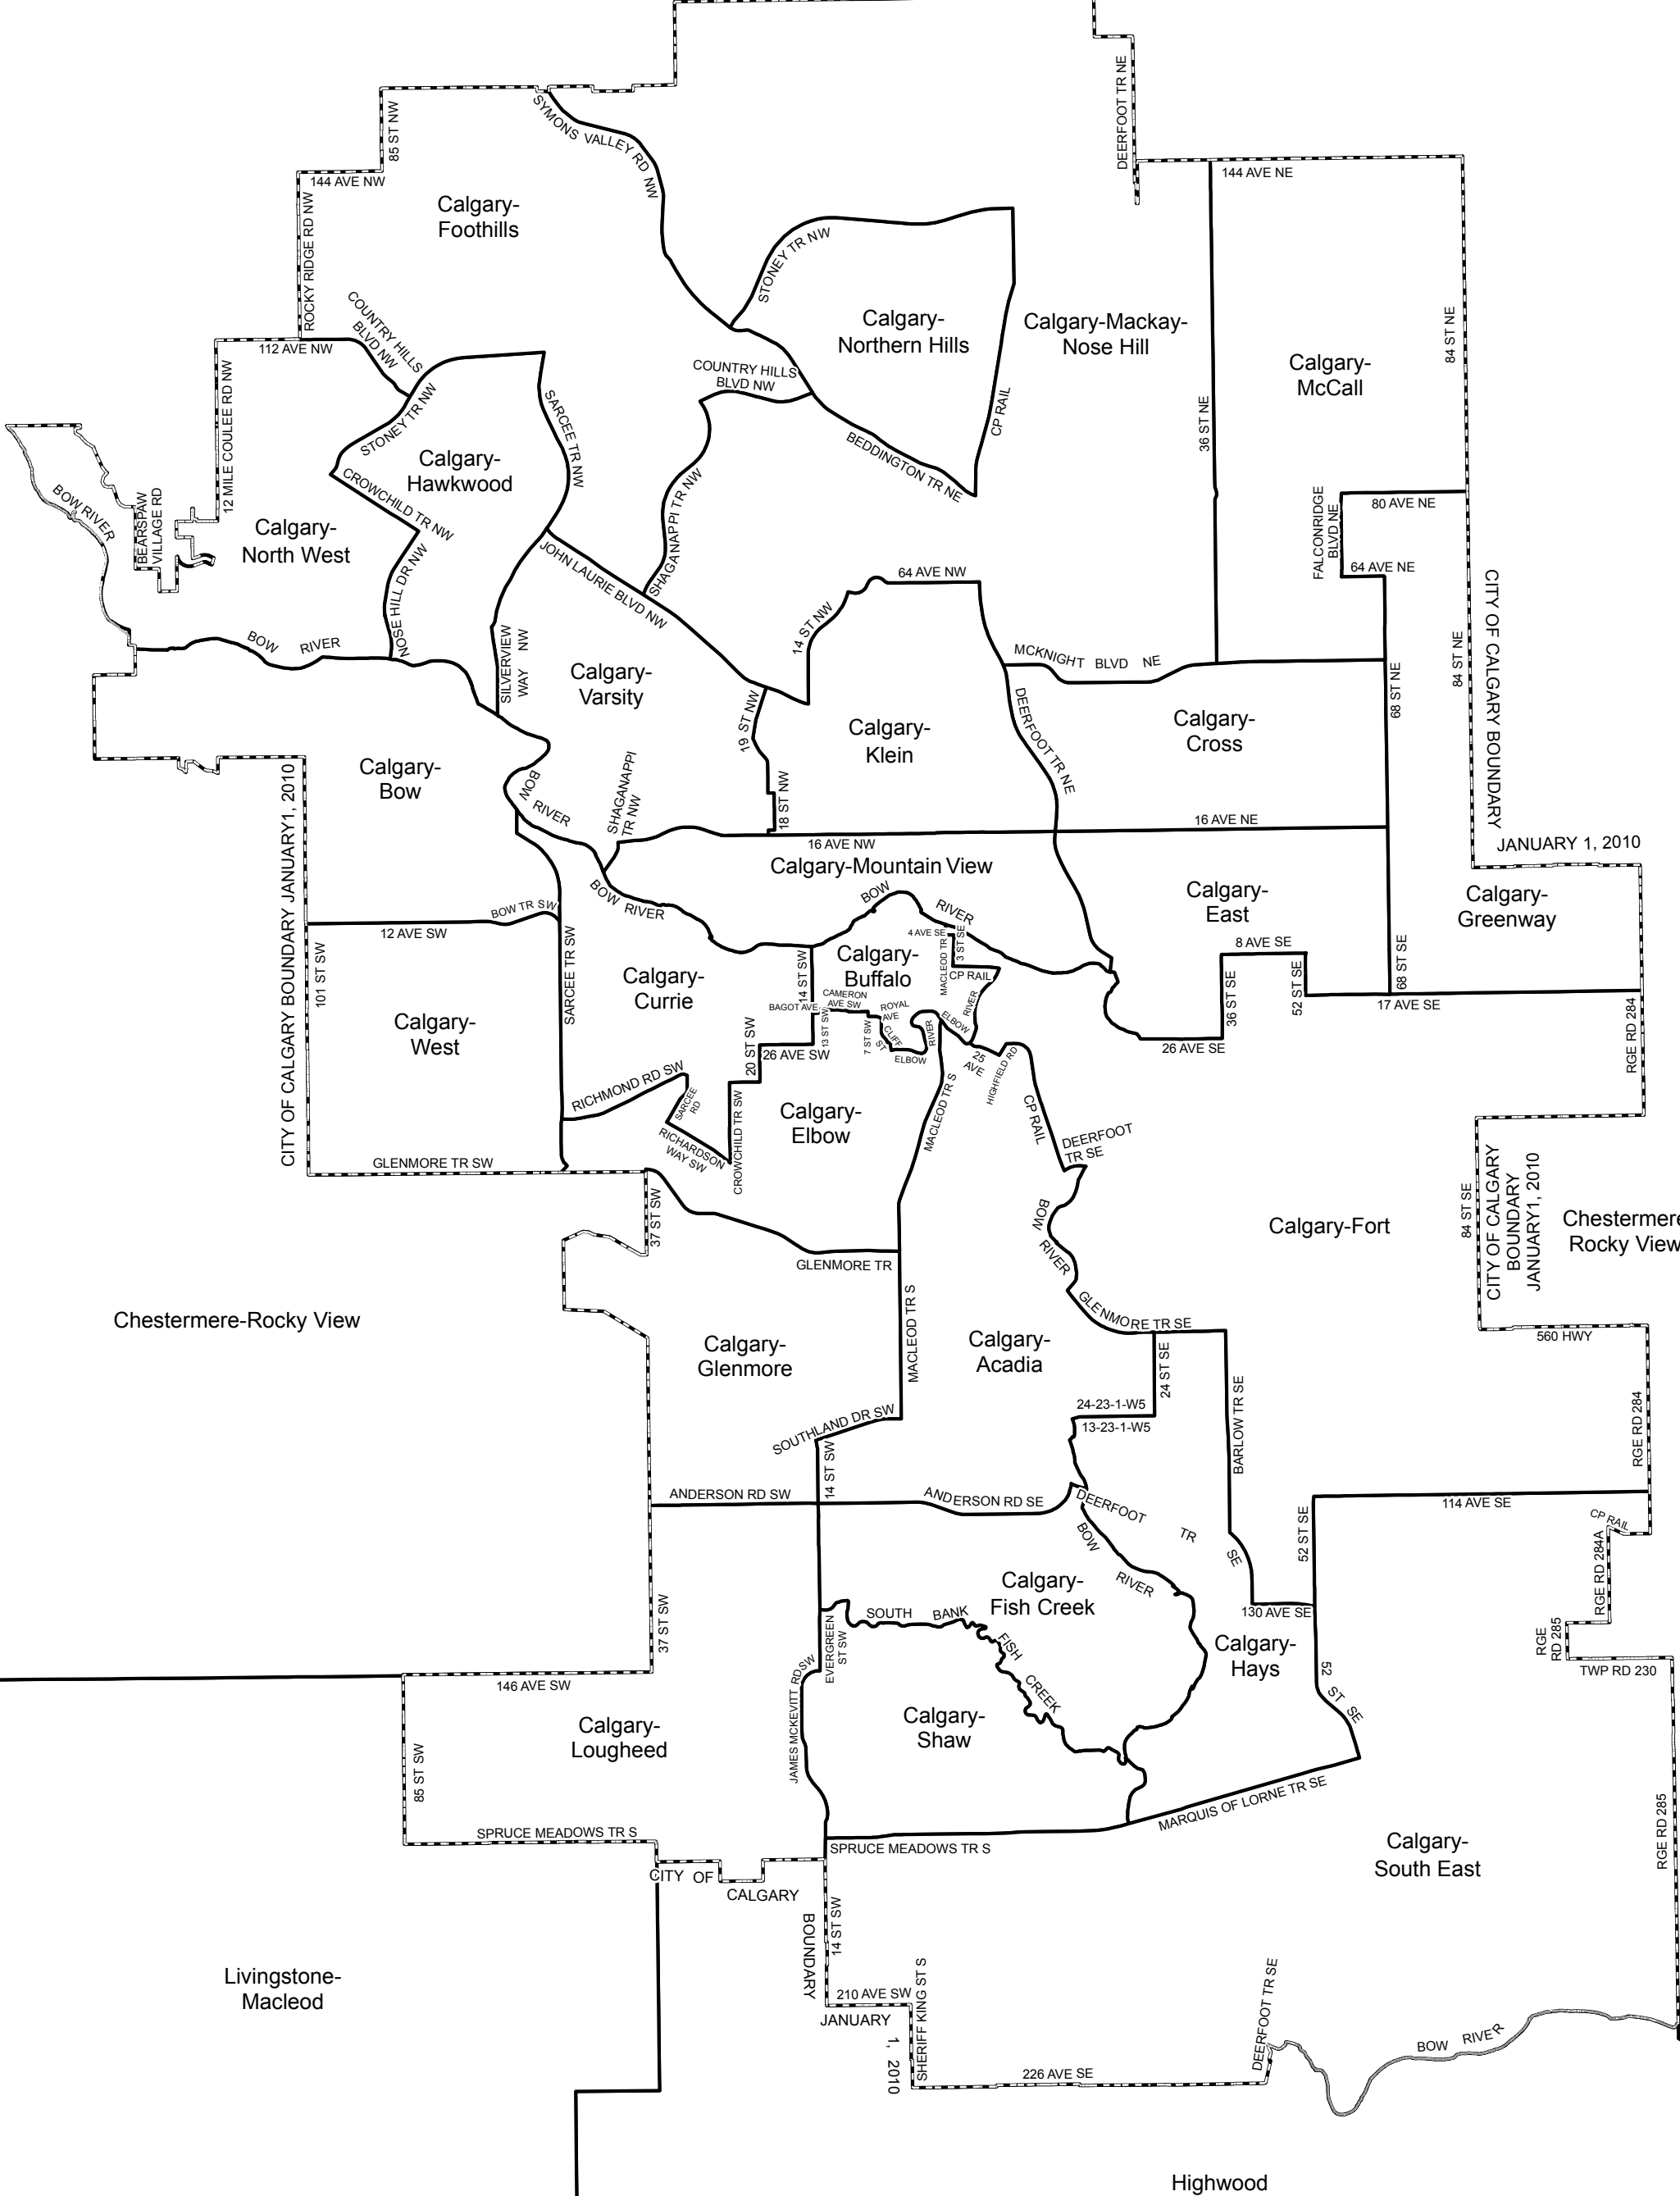 DEERFOOT TR NE
SYMONS VALLEY RD NW
85 ST NW
144 AVE NW
144 AVE NE
Calgary-
Foothills
ROCKY RIDGE RD NW
STONEY TR NW
COUNTRY HILLS
BLVD NW
112 AVE NW
Calgary-
Northern Hills
Calgary-Mackay-
Nose Hill
84 ST NE
Calgary-
McCall
COUNTRY HILLS
BLVD NW
12 MILE COULEE RD NW
STONEY TR NW
SARCEE TR NW
CP RAIL
36 ST NE
BEDDINGTON TR NE
Calgary-
Hawkwood
CROWCHILD TR NW
SHAGANAPPI TR NW
BOW RIVER
BEARSPAW
VILLAGE RD
Calgary-
North West
80 AVE NE
FALCONRIDGE
BLVD NE
64 AVE NE
JOHN LAURIE BLVD NW
NOSE HILL DR NW
64 AVE NW
14 ST NW
CITY OF CALGARY BOUNDARY
JANUARY 1, 2010
BOW RIVER
SILVERVIEW
WAY NW
MCKNIGHT BLVD NE
84 ST NE
68 ST NE
Calgary-
Varsity
19 ST NW
Calgary-
Klein
DEERFOOT TR NE
Calgary-
Cross
Calgary-
Bow
BOW
RIVER
SHAGANAPPI
TR NW
18 ST NW
16 AVE NE
16 AVE NW
CITY OF CALGARY BOUNDARY JANUARY1, 2010
Calgary-Mountain View
BOW RIVER
BOW
RIVER
Calgary-
East
Calgary-
Greenway
BOW TR SW
12 AVE SW
101 ST SW
SARCEE TR SW
4 AVE SE
3 ST SE
MACLEOD TR
CP RAIL
8 AVE SE
36 ST SE
52 ST SE
68 ST SE
17 AVE SE
RGE RD 284
Calgary-
Buffalo
Calgary-
Currie
14 ST SW
BAGOT AVE
CAMERON
AVE SW
13 ST SW
7 ST SW
ROYAL
AVE
CLIFF
ST
ELBOW
RIVER
ELBOW
RIVER
Calgary-
West
20 ST SW
26 AVE SW
25
AVE
HIGHFIELD RD
26 AVE SE
RICHMOND RD SW
SARCEE
RD
RICHARDSON
WAY SW
CROWCHILD TR SW
Calgary-
Elbow
MACLEOD TR S
CP RAIL
DEERFOOT
TR SE
GLENMORE TR SW
37 ST SW
GLENMORE TR
BOW
RIVER
Calgary-Fort
84 ST SE
CITY OF CALGARY
BOUNDARY
JANUARY1, 2010
Chestermere
Rocky View
Chestermere-Rocky View
Calgary-
Glenmore
MACLEOD TR S
Calgary-
Acadia
GLENMORE TR SE
560 HWY
24 ST SE
24-23-1-W5
13-23-1-W5
BARLOW TR SE
RGE RD 284
SOUTHLAND DR SW
14 ST SW
ANDERSON RD SW
ANDERSON RD SE
DEERFOOT TR SE
BOW
RIVER
52 ST SE
114 AVE SE
CP RAIL
RGE RD 284A
37 ST SW
Calgary-
Fish Creek
SOUTH BANK
FISH
CREEK
EVERGREEN
ST SW
130 AVE SE
Calgary-
Hays
RGE
RD 285
TWP RD 230
146 AVE SW
JAMES MCKEVITT RD SW
52 ST SE
Calgary-
Lougheed
Calgary-
Shaw
85 ST SW
MARQUIS OF LORNE TR SE
SPRUCE MEADOWS TR S
SPRUCE MEADOWS TR S
Calgary-
South East
RGE RD 285
CITY OF
CALGARY
BOUNDARY
JANUARY
1, 2010
14 ST SW
Livingstone-
Macleod
210 AVE SW
SHERIFF KING ST S
DEERFOOT TR SE
BOW RIVER
226 AVE SE
Highwood